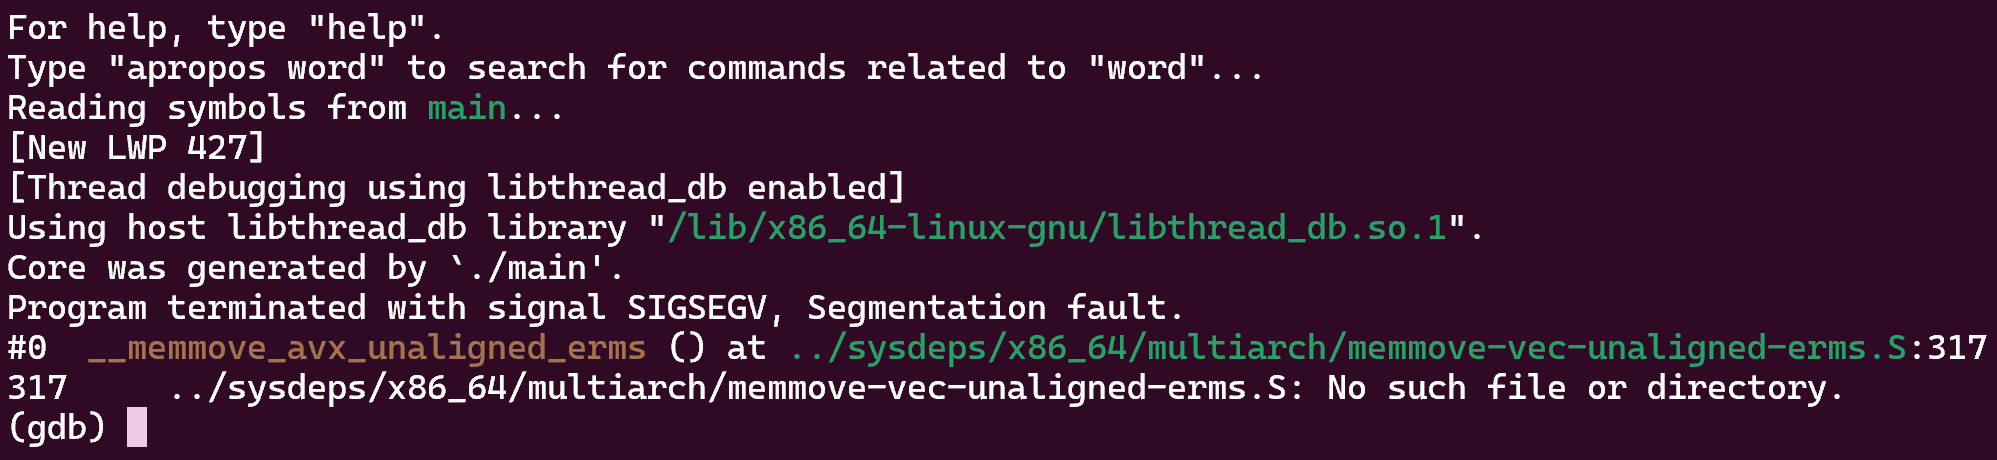 For help, type "help".
Type "apropos word" to search for commands related to "word"...
Reading symbols from main...
[New LWP 427]
[Thread debugging using libthread_db enabled]
Using host libthread_db library "/lib/x86_64-linux-gnu/libthread_db.so.1".
Core was generated by `./main'.
Program terminated with signal SIGSEGV, Segmentation fault.
#0  __memmove_avx_unaligned_erms () at ../sysdeps/x86_64/multiarch/memmove-vec-unaligned-erms.S:317
317     ../sysdeps/x86_64/multiarch/memmove-vec-unaligned-erms.S: No such file or directory.
(gdb)